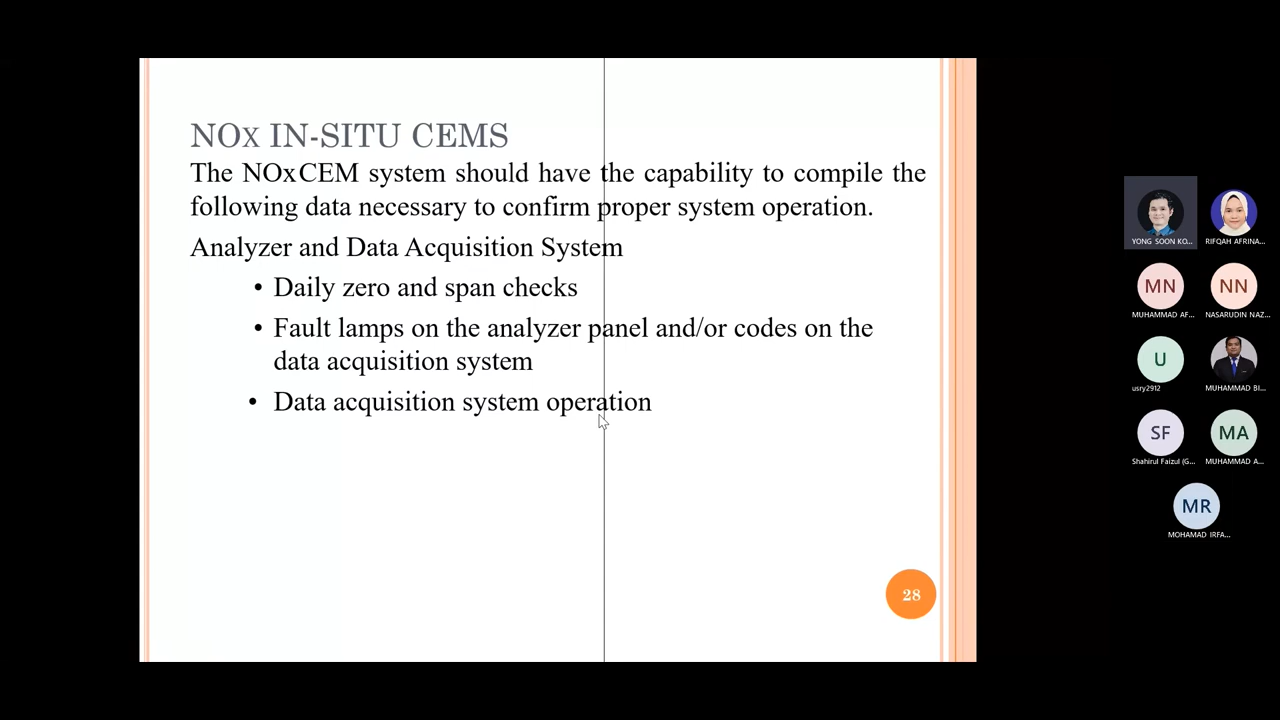 NOx IN-SITU CEMS
The NOx CEM system should have the capability to compile the
following data necessary to confirm proper system operation.
Analyzer and Data Acquisition System
• Daily zero and span checks
• Fault lamps on the analyzer panel and/or codes on the
data acquisition system
• Data acquisition system operation
28
YONG SOON KO...
RIFQAH AFRINA...
MN
NN
MUHAMMAD AF...
NASARUDIN NAZ...
U
usry2912
MUHAMMAD BI...
SF
MA
Shahirul Faizul (G...
MUHAMMAD A...
MR
MOHAMAD IRFA...